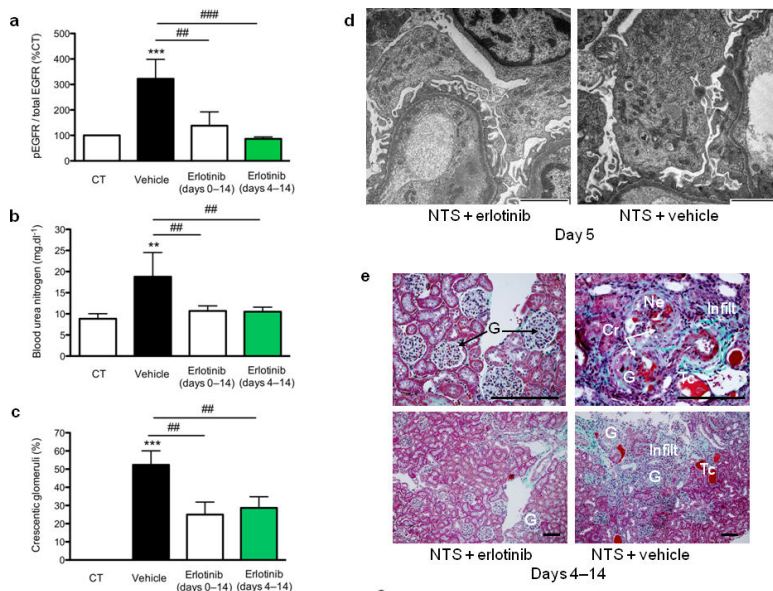 a
###
##
***
pEGFR / total EGFR (%CT)
500
400
300
200
100
0
CT
Vehicle
Erlotinib
(days 0–14)
Erlotinib
(days 4–14)
b
##
##
**
Blood urea nitrogen (mg.dl-1)
30
25
20
15
10
5
0
CT
Vehicle
Erlotinib
(days 0–14)
Erlotinib
(days 4–14)
c
##
##
***
Crescentic glomeruli (%)
70
60
50
40
30
20
10
0
CT
Vehicle
Erlotinib
(days 0–14)
Erlotinib
(days 4–14)
d
NTS + erlotinib
NTS + vehicle
Day 5
e
G
Ne
Infilt
Cr
G
G
G
Infilt
G
Tc
NTS + erlotinib
NTS + vehicle
Days 4–14